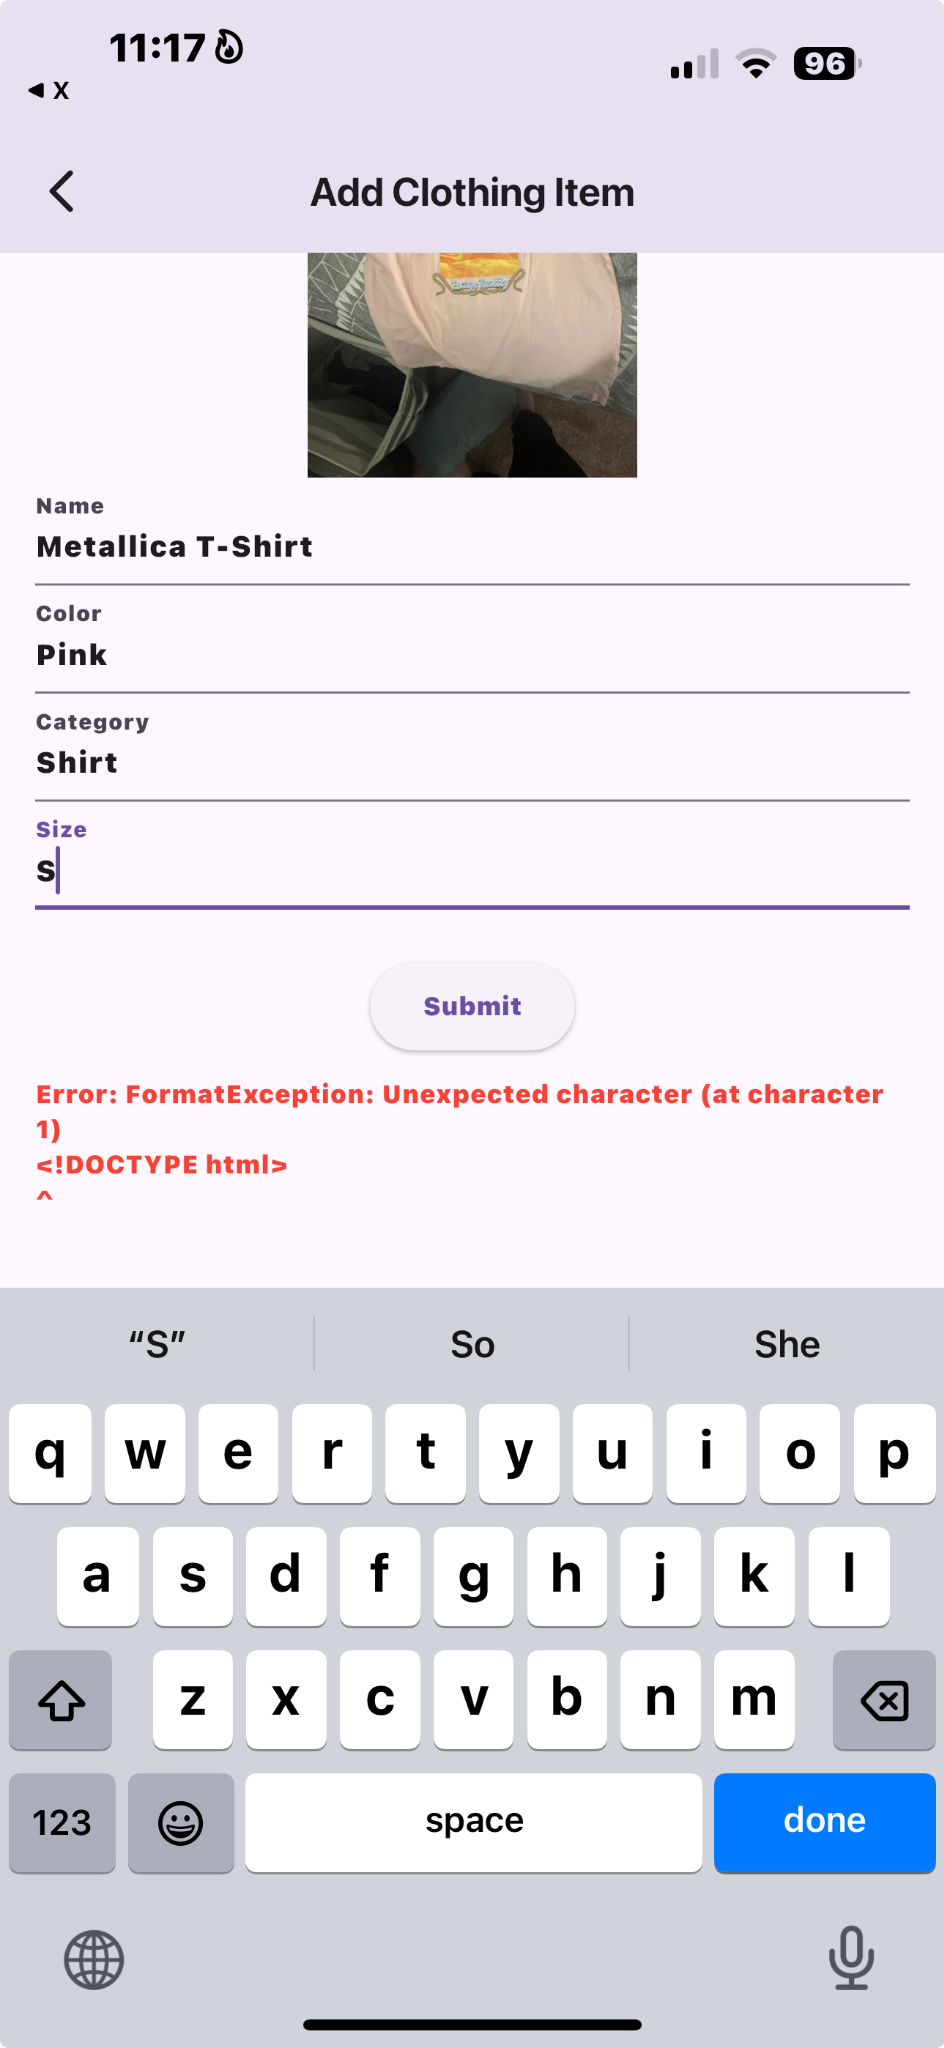 11:17
96
◀ X
Add Clothing Item
Name
Metallica T-Shirt
Color
Pink
Category
Shirt
Size
S
Submit
Error: FormatException: Unexpected character (at character
1)
<!DOCTYPE html>
^
“S” So She
q w e r t y u i o p
a s d f g h j k l
z x c v b n m
123 space done